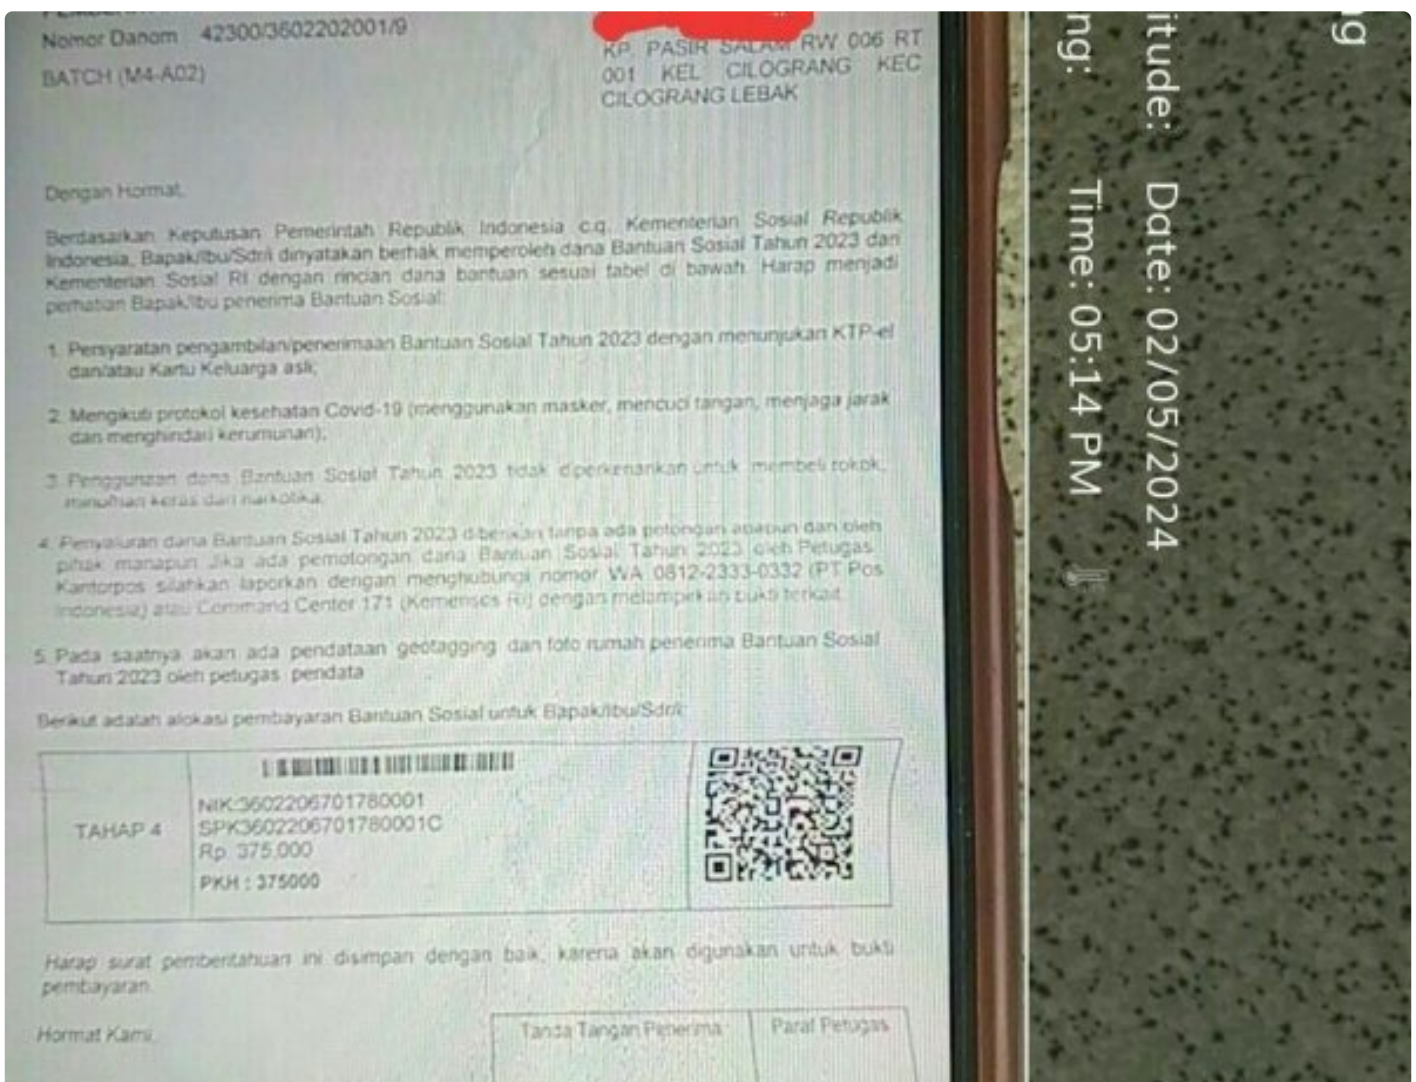 Nomor Danom 42300/3602202001/9
BATCH (M4-A02)
KP. PASIR SALAM RW 006 RT
001 KEL CILOGRANG KEC
CILOGRANG LEBAK
Dengan Hormat,
Berdasarkan Keputusan Pemerintah Republik Indonesia c.q. Kementerian Sosial Republik
Indonesia, Bapak/Ibu/Sdr/i dinyatakan berhak memperoleh dana Bantuan Sosial Tahun 2023 dari
Kementerian Sosial RI dengan rincian dana bantuan sesuai tabel di bawah. Harap menjadi
perhatian Bapak/Ibu penerima Bantuan Sosial:
1. Persyaratan pengambilan/penerimaan Bantuan Sosial Tahun 2023 dengan menunjukan KTP-el
dan/atau Kartu Keluarga asli;
2. Mengikuti protokol kesehatan Covid-19 (menggunakan masker, mencuci tangan, menjaga jarak
dan menghindari kerumunan);
3. Penggunaan dana Bantuan Sosial Tahun 2023 tidak diperkenankan untuk membeli rokok,
minuman keras dan narkotika.
4. Penyaluran dana Bantuan Sosial Tahun 2023 diberikan tanpa ada potongan apapun dan oleh
pihak manapun. Jika ada pemotongan dana Bantuan Sosial Tahun 2023 oleh Petugas
Kantorpos silahkan laporkan dengan menghubungi nomor WA 0812-2333-0332 (PT Pos
Indonesia) atau Command Center 171 (Kemensos RI) dengan melampirkan bukti terkait.
5. Pada saatnya akan ada pendataan geotagging dan foto rumah penerima Bantuan Sosial
Tahun 2023 oleh petugas pendata
Berikut adalah alokasi pembayaran Bantuan Sosial untuk Bapak/Ibu/Sdr/i:
TAHAP 4
NIK:3602206701780001
SPK3602206701780001C
Rp. 375.000
PKH : 375000
Harap surat pemberitahuan ini disimpan dengan baik, karena akan digunakan untuk bukti
pembayaran.
Hormat Kami,
Tanda Tangan Penerima
Paraf Petugas
ng
itude: Date: 02/05/2024
ng: Time: 05:14 PM